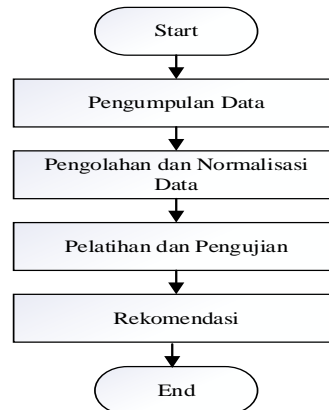 Start
Pengumpulan Data
Pengolahan dan Normalisasi
Data
Pelatihan dan Pengujian
Rekomendasi
End